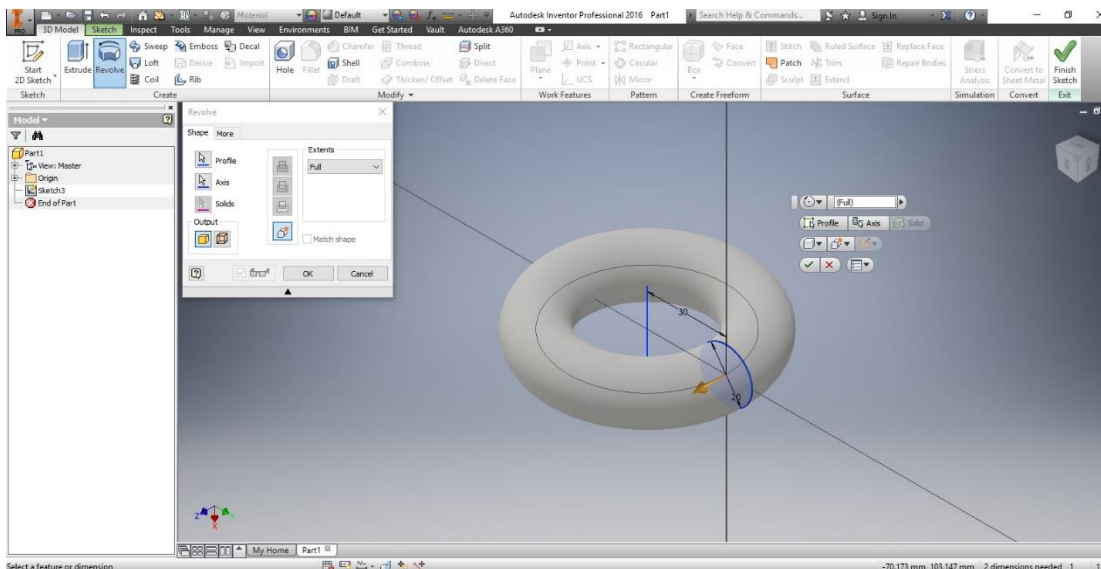 Material
Default
Autodesk Inventor Professional 2016 Part1
Search Help & Commands...
Sign In
PRO
3D Model Sketch Inspect Tools Manage View Environments BIM Get Started Vault Autodesk A360
Start
2D Sketch
Extrude Revolve
Sweep Emboss Decal
Loft Derive Import
Coil Rib
Hole Fillet
Chamfer Thread Split
Shell Combine Direct
Draft Thicken/ Offset Delete Face
Plane
Axis
Point
UCS
Rectangular
Circular
Mirror
Box
Face
Convert
Stitch Ruled Surface Replace Face
Patch Trim Repair Bodies
Sculpt Extend
Stress
Analysis
Convert to
Sheet Metal
Finish
Sketch
Sketch Create Modify Work Features Pattern Create Freeform Surface Simulation Convert Exit
Model
Part1
View: Master
Origin
Sketch3
End of Part
Revolve
Shape More
Profile
Axis
Solids
Output
Extents
Full
Match shape
OK Cancel
(Full)
Profile Axis Solid
30
20
Z Y
X
My Home Part1
Select a feature or dimension
-70.173 mm, 103.147 mm 2 dimensions needed 1 1